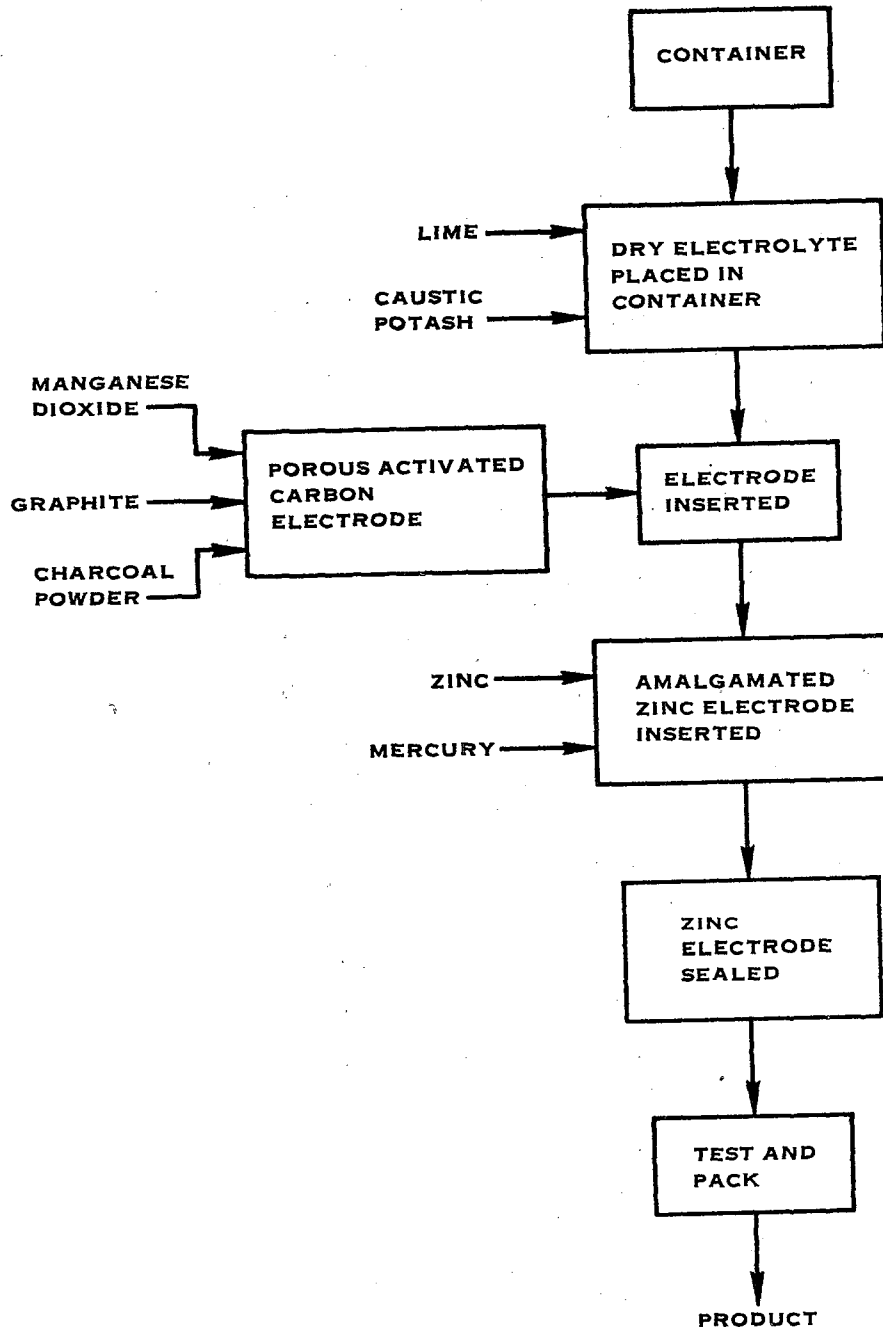 CONTAINER
LIME
DRY ELECTROLYTE
PLACED IN
CONTAINER
CAUSTIC
POTASH
MANGANESE
DIOXIDE
GRAPHITE
CHARCOAL
POWDER
POROUS ACTIVATED
CARBON
ELECTRODE
ELECTRODE
INSERTED
ZINC
MERCURY
AMALGAMATED
ZINC ELECTRODE
INSERTED
ZINC
ELECTRODE
SEALED
TEST AND
PACK
PRODUCT